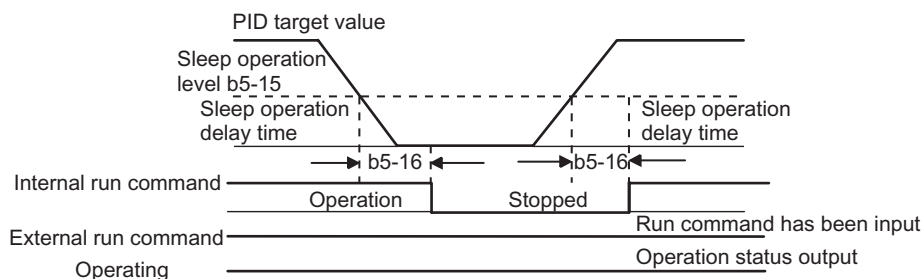 PID target value
Sleep operation
level b5-15
Sleep operation
delay time
Sleep operation
delay time
b5-16
b5-16
Internal run command
Operation
Stopped
Run command has been input
External run command
Operation status output
Operating